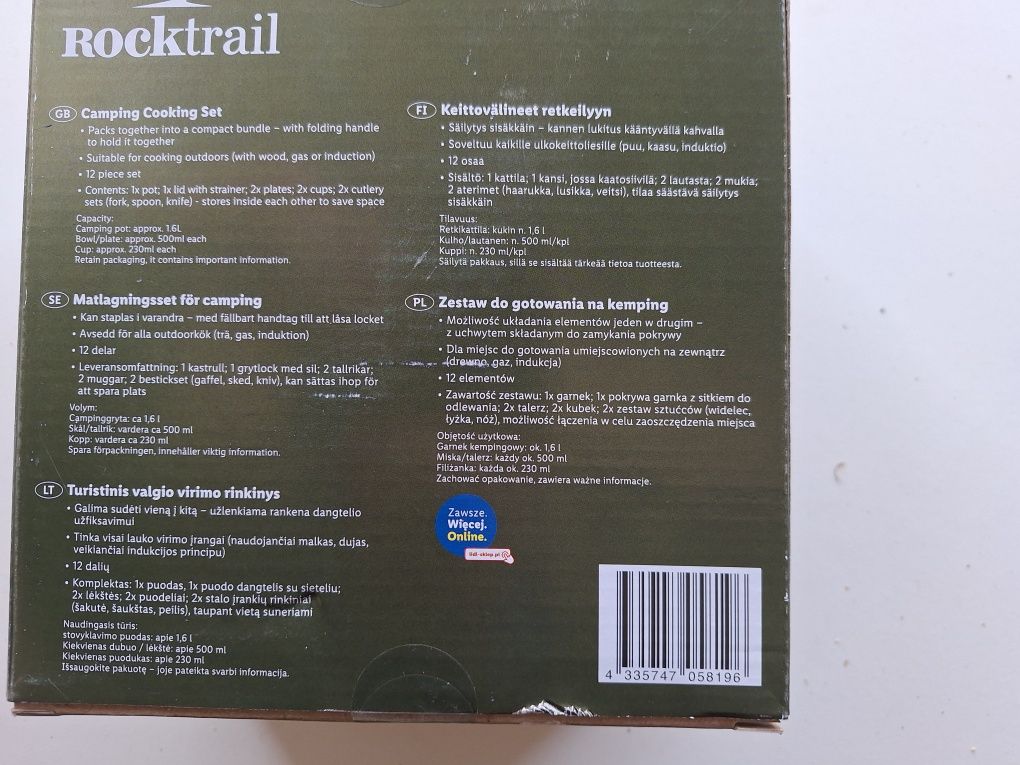 Rocktrail
GB Camping Cooking Set
• Packs together into a compact bundle – with folding handle
to hold it together
• Suitable for cooking outdoors (with wood, gas or induction)
• 12 piece set
• Contents: 1x pot; 1x lid with strainer; 2x plates; 2x cups; 2x cutlery
sets (fork, spoon, knife) - stores inside each other to save space
Capacity:
Camping pot: approx. 1.6L
Bowl/plate: approx. 500ml each
Cup: approx. 230ml each
Retain packaging, it contains important information.
SE Matlagningsset för camping
• Kan staplas i varandra – med fällbart handtag till att låsa locket
• Avsedd för alla outdoorkök (trä, gas, induktion)
• 12 delar
• Leveransomfattning: 1 kastrull; 1 grytlock med sil; 2 tallrikar;
2 muggar; 2 bestickset (gaffel, sked, kniv), kan sättas ihop för
att spara plats
Volym:
Campinggryta: ca 1,6 l
Skål/tallrik: vardera ca 500 ml
Kopp: vardera ca 230 ml
Spara förpackningen, innehåller viktig information.
LT Turistinis valgio virimo rinkinys
• Galima sudėti vieną į kitą – užlenkiama rankena dangtelio
užfiksavimui
• Tinka visai lauko virimo įrangai (naudojančiai malkas, dujas,
veikiančiai indukcijos principu)
• 12 dalių
• Komplektas: 1x puodas, 1x puodo dangtelis su sieteliu;
2x lėkštės; 2x puodeliai; 2x stalo įrankių rinkiniai
(šakutė, šaukštas, peilis), taupant vietą suneriami
Naudingasis tūris:
stovyklavimo puodas: apie 1,6 l
Kiekvienas dubuo / lėkštė: apie 500 ml
Kiekvienas puodukas: apie 230 ml
Išsaugokite pakuotę – joje pateikta svarbi informacija.
FI Keittovälineet retkeilyyn
• Säilytys sisäkkäin – kannen lukitus kääntyvällä kahvalla
• Soveltuu kaikille ulkokeittoliesille (puu, kaasu, induktio)
• 12 osaa
• Sisältö: 1 kattila; 1 kansi, jossa kaatosiivilä; 2 lautasta; 2 mukia;
2 aterimet (haarukka, lusikka, veitsi), tilaa säästävä säilytys
sisäkkäin
Tilavuus:
Retkikattila: kukin n. 1,6 l
Kulho/lautanen: n. 500 ml/kpl
Kuppi: n. 230 ml/kpl
Säilytä pakkaus, sillä se sisältää tärkeää tietoa tuotteesta.
PL Zestaw do gotowania na kemping
• Możliwość układania elementów jeden w drugim –
z uchwytem składanym do zamykania pokrywy
• Dla miejsc do gotowania umiejscowionych na zewnątrz
(drewno, gaz, indukcja)
• 12 elementów
• Zawartość zestawu: 1x garnek; 1x pokrywa garnka z sitkiem do
odlewania; 2x talerz; 2x kubek; 2x zestaw sztućców (widelec,
łyżka, nóż), możliwość łączenia w celu zaoszczędzenia miejsca
Objętość użytkowa:
Garnek kempingowy: ok. 1,6 l
Miska/talerz: każdy ok. 500 ml
Filiżanka: każda ok. 230 ml
Zachować opakowanie, zawiera ważne informacje.
Zawsze.
Więcej.
Online.
lidl-sklep.pl
4 335747 058196